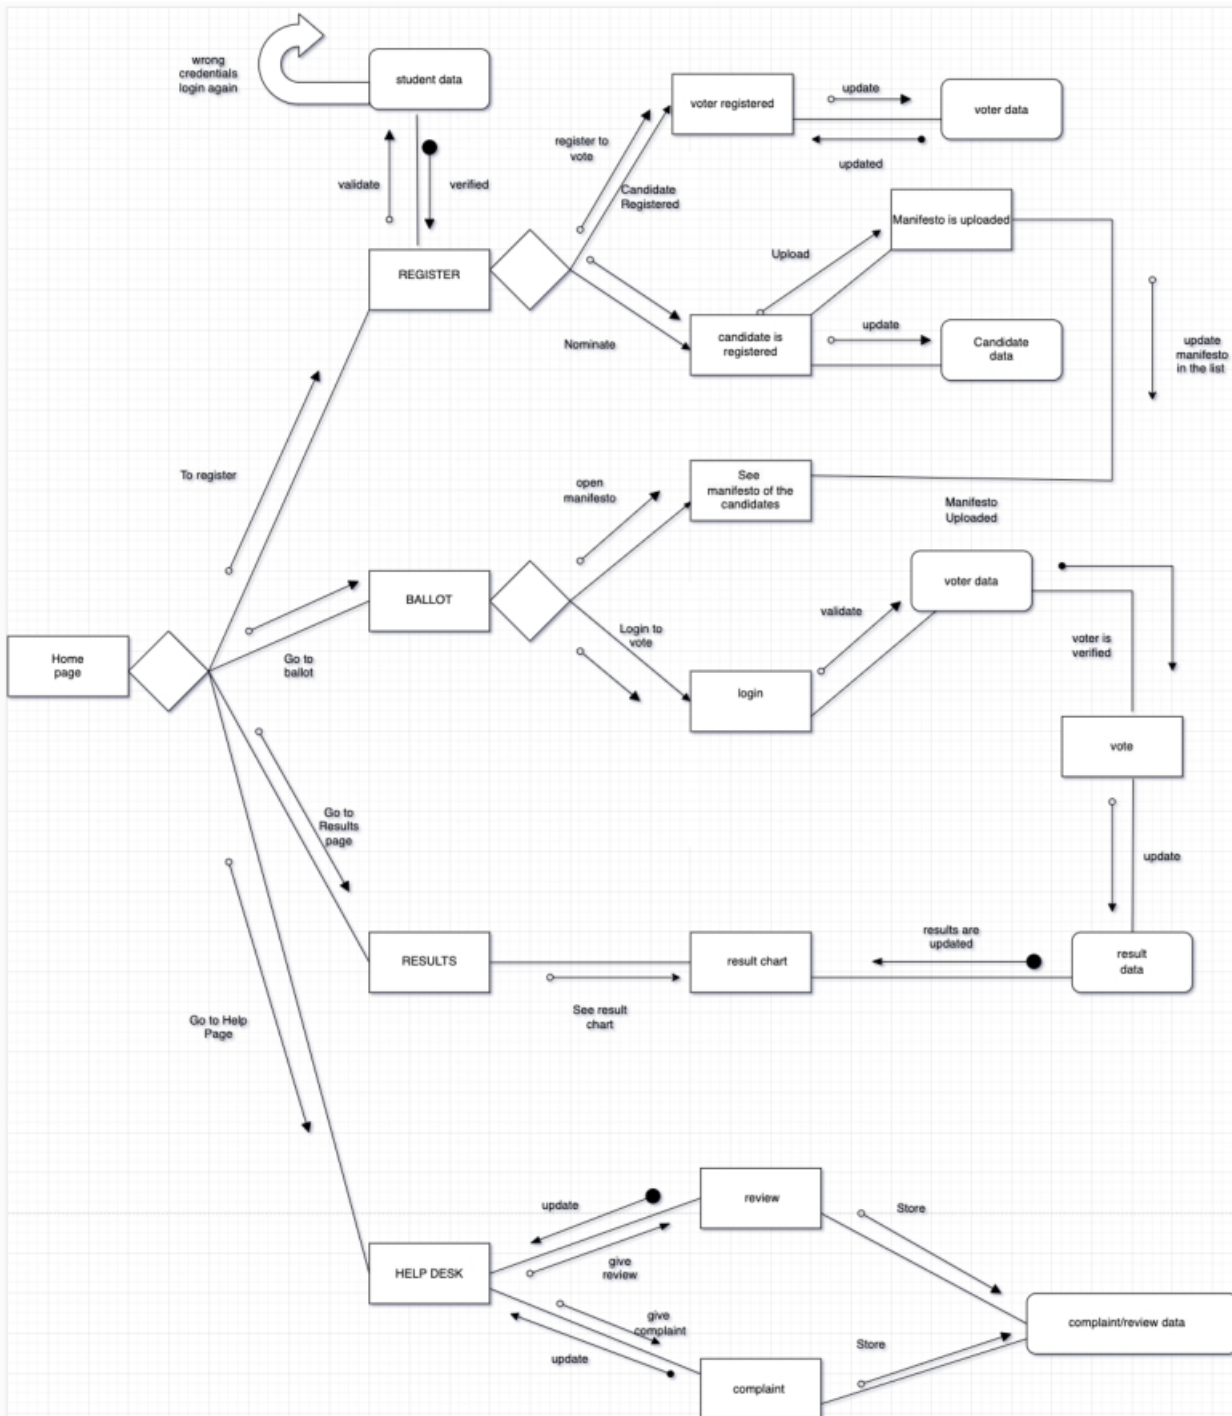 wrong
credentials
login again
student data
validate
verified
REGISTER
register to
vote
Candidate
Registered
Nominate
voter registered
update
updated
voter data
Upload
Manifesto is uploaded
candidate is
registered
update
Candidate
data
update
manifesto
in the list
To register
open
manifesto
See
manifesto of the
candidates
Manifesto
Uploaded
BALLOT
Go to
ballot
Home
page
Login to
vote
login
validate
voter data
voter is
verified
vote
update
Go to
Results
page
RESULTS
See result
chart
result chart
results are
updated
result
data
Go to Help
Page
HELP DESK
update
give
review
review
Store
give
complaint
update
complaint
Store
complaint/review data